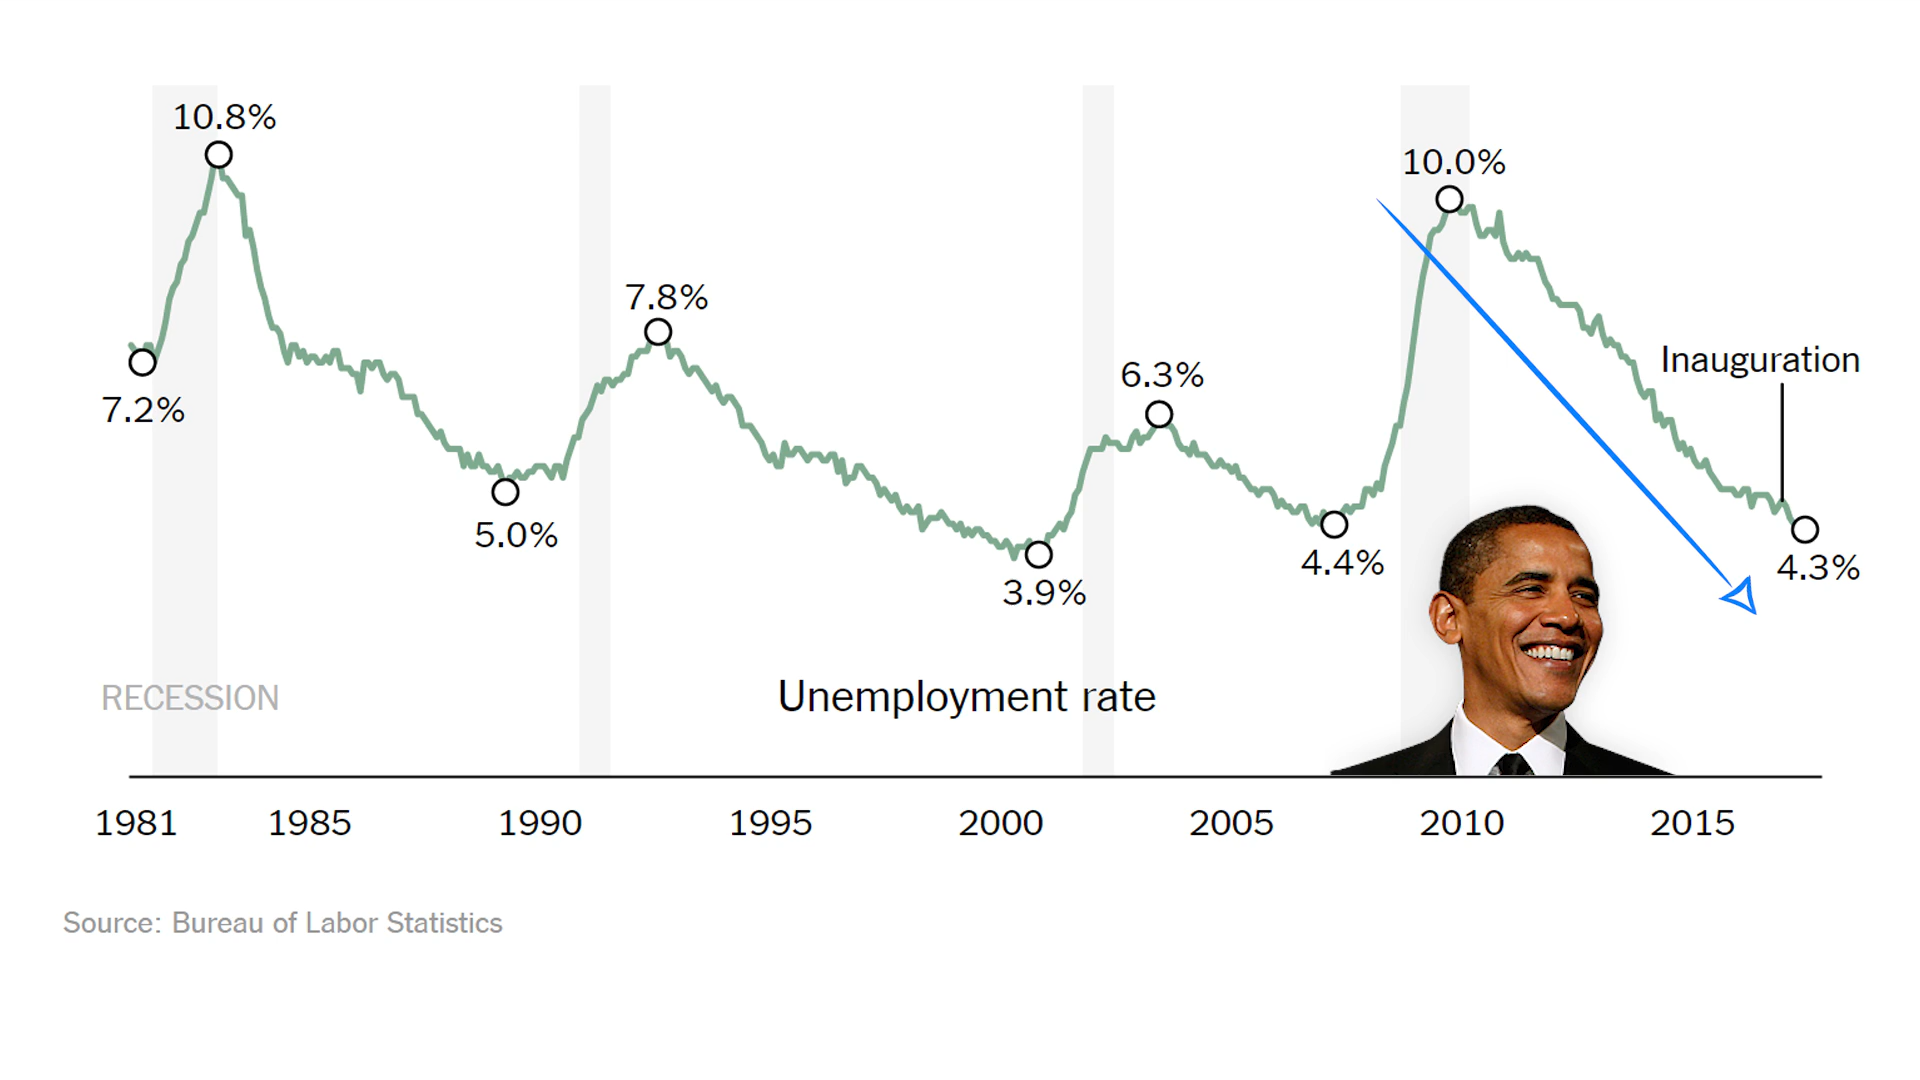 10.8%
10.0%
7.8%
Inauguration
6.3%
7.2%
5.0%
4.4%
4.3%
3.9%
RECESSION
Unemployment rate
1981 1985 1990 1995 2000 2005 2010 2015
Source: Bureau of Labor Statistics